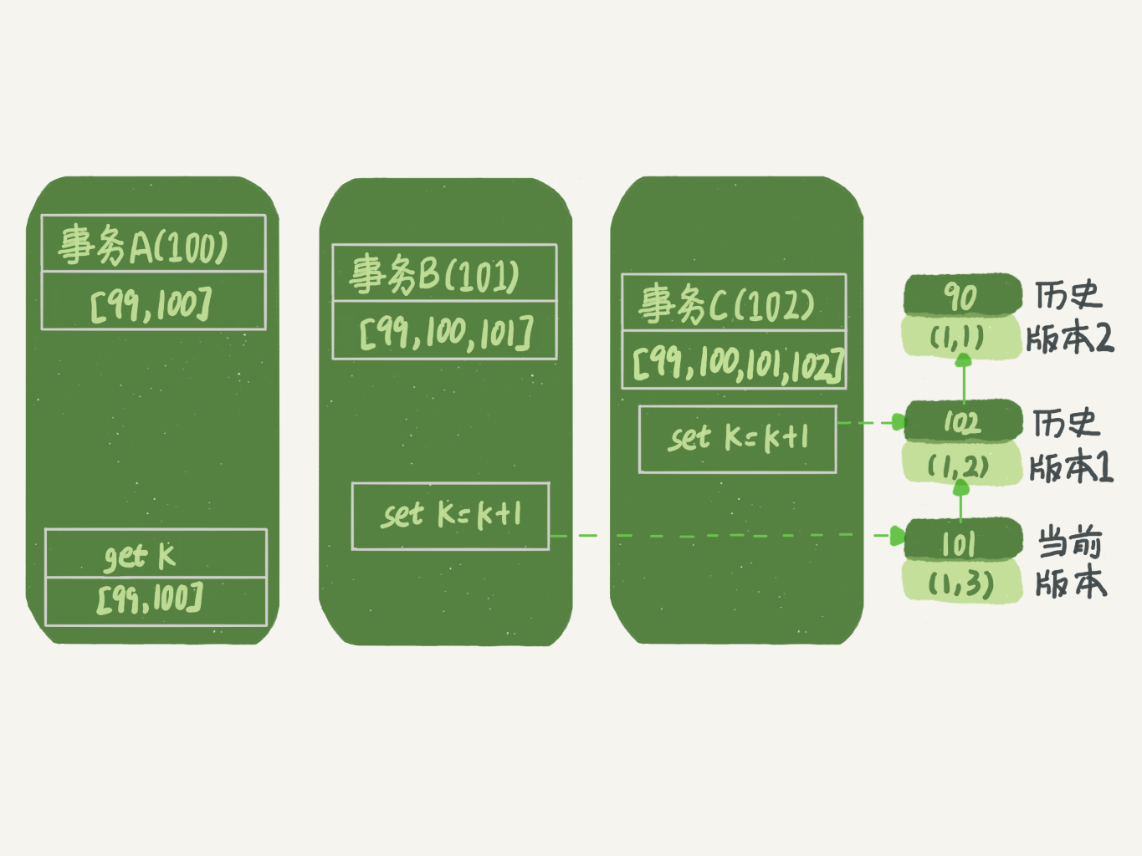 事务A(100)
[99,100]
get K
[99,100]
事务B(101)
[99,100,101]
set K=k+1
事务C(102)
[99,100,101,102]
set K=k+1
90
(1,1)
历史
版本2
102
(1,2)
历史
版本1
101
(1,3)
当前
版本